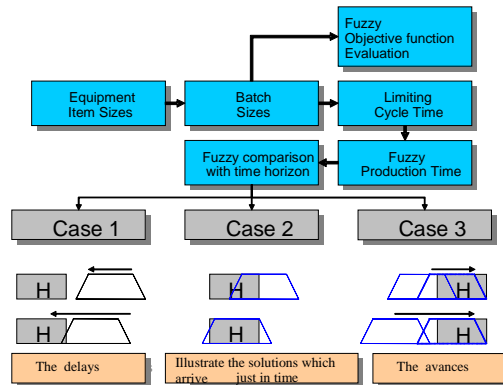 Fuzzy
Objective function
Evaluation
Equipment
Item Sizes
Batch
Sizes
Limiting
Cycle Time
Fuzzy comparison
with time horizon
Fuzzy
Production Time
Case 1
Case 2
Case 3
H
H
H
H
H
H
The delays
Illustrate the solutions which
arrive just in time
The avances